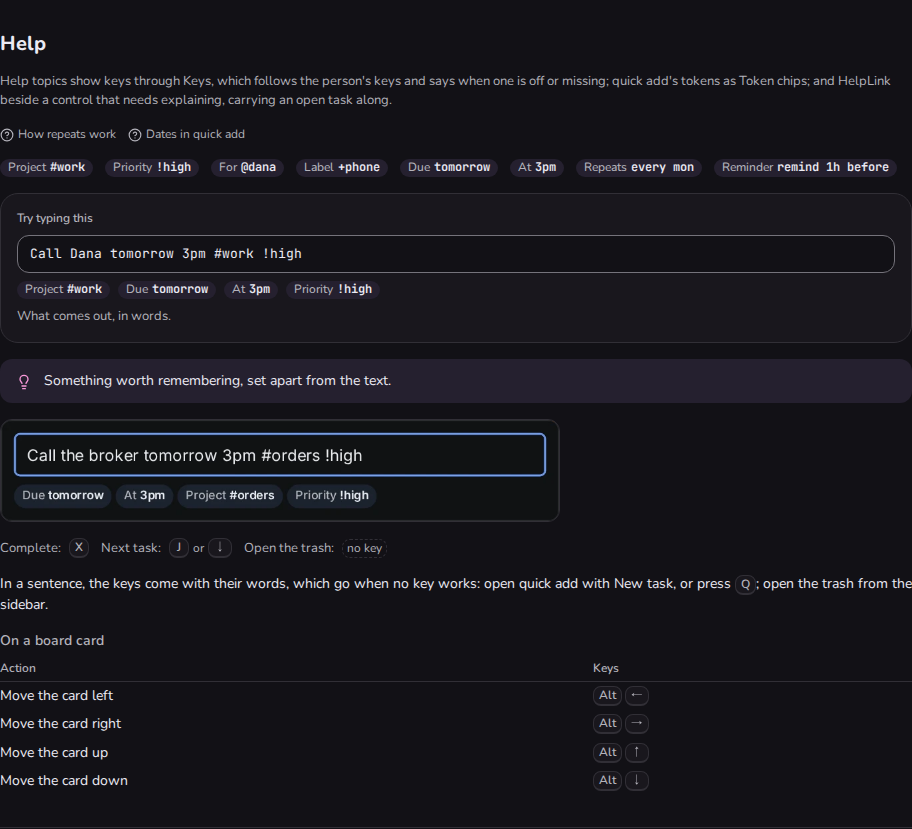 Help
Help topics show keys through Keys, which follows the person's keys and says when one is off or missing; quick add's tokens as Token chips; and HelpLink
beside a control that needs explaining, carrying an open task along.
How repeats work Dates in quick add
Project #work Priority !high For @dana Label +phone Due tomorrow At 3pm Repeats every mon Reminder remind 1h before
Try typing this
Call Dana tomorrow 3pm #work !high
Project #work Due tomorrow At 3pm Priority !high
What comes out, in words.
Something worth remembering, set apart from the text.
Call the broker tomorrow 3pm #orders !high
Due tomorrow At 3pm Project #orders Priority !high
Complete: X Next task: J or ↓ Open the trash: no key
In a sentence, the keys come with their words, which go when no key works: open quick add with New task, or press Q; open the trash from the
sidebar.
On a board card
Action Keys
Move the card left Alt ←
Move the card right Alt →
Move the card up Alt ↑
Move the card down Alt ↓